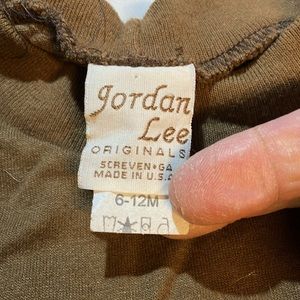 Jordan
Lee
ORIGINALS
SCREVEN•GA
MADE IN U.S.A
6-12M